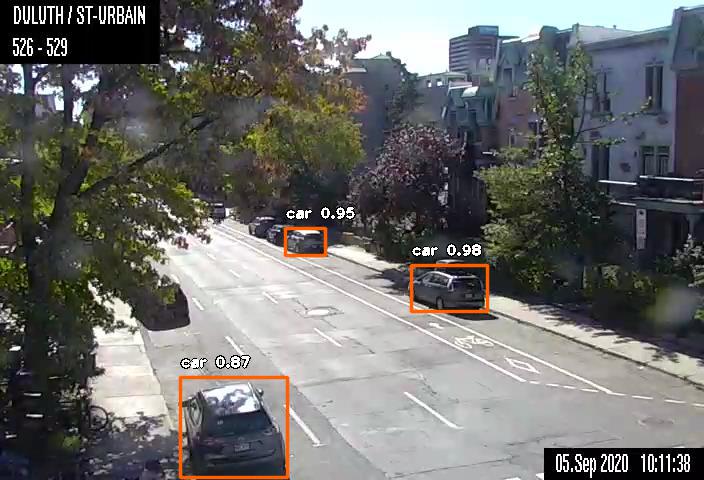 DULUTH / ST-URBAIN
526 - 529
car 0.95
car 0.98
car 0.87
05.Sep 2020 10:11:38